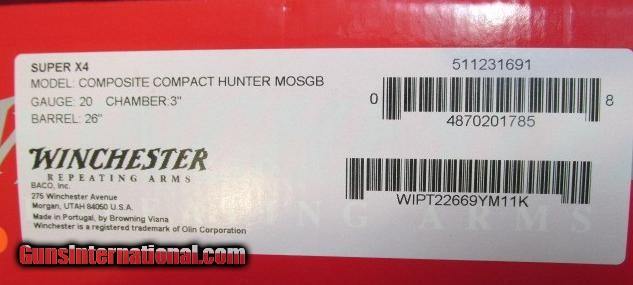 SUPER X4
MODEL: COMPOSITE COMPACT HUNTER MOSGB
GAUGE: 20 CHAMBER:3"
BARREL: 26"
WINCHESTER
REPEATING ARMS
BACO, Inc.
275 Winchester Avenue
Morgan, UTAH 84050 U.S.A.
Made in Portugal, by Browning Viana
Winchester is a registered trademark of Olin Corporation
511231691
0 8
4870201785
WIPT22669YM11K
GunsInternational.com